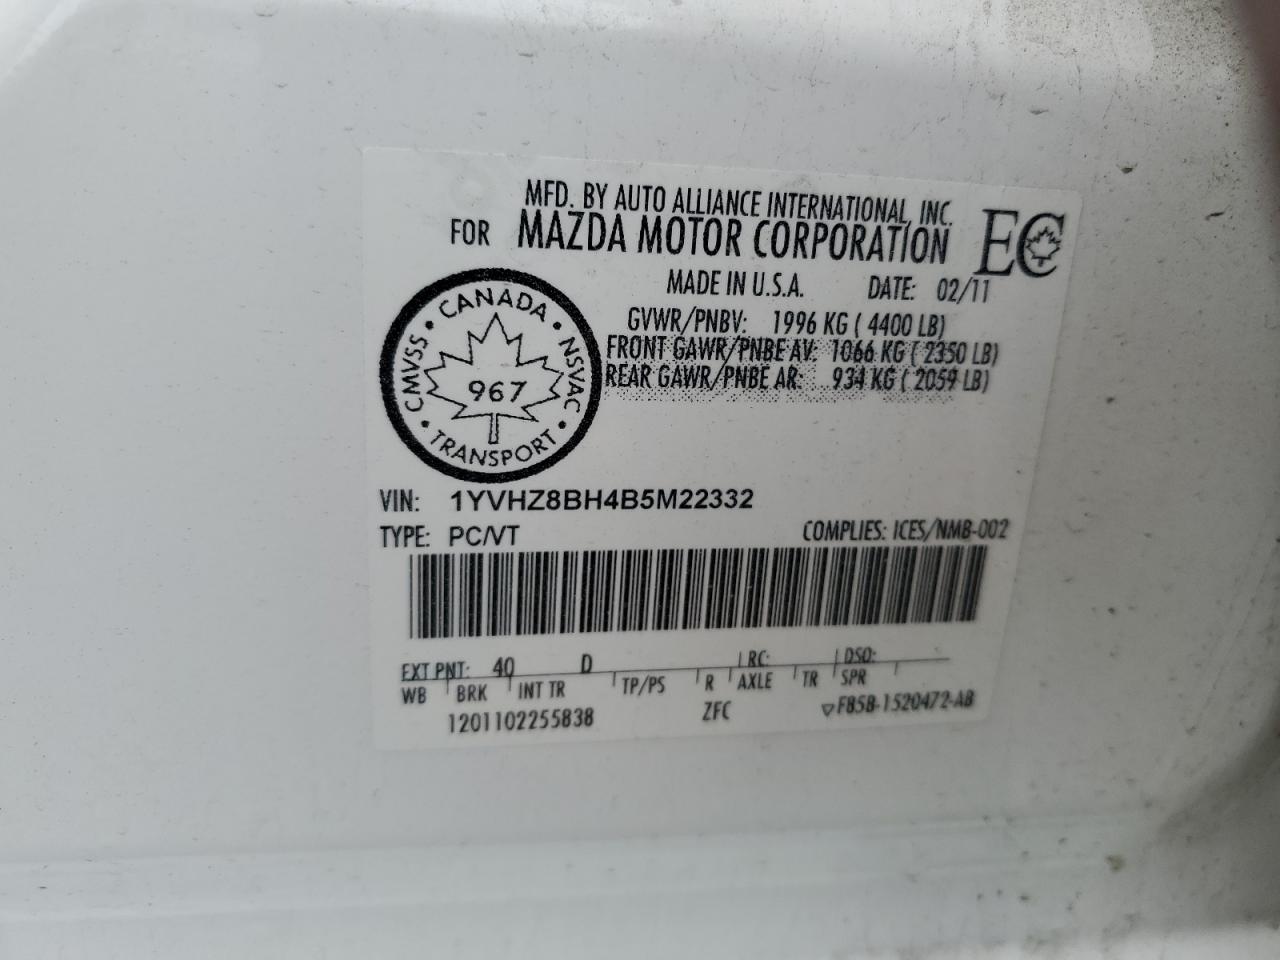 MFD. BY AUTO ALLIANCE INTERNATIONAL, INC.
FOR MAZDA MOTOR CORPORATION
EC
MADE IN U.S.A. DATE: 02/11
GVWR/PNBV: 1996 KG ( 4400 LB)
FRONT GAWR/PNBE AV: 1066 KG ( 2350 LB)
REAR GAWR/PNBE AR: 934 KG ( 2059 LB)
CANADA • NSVAC • TRANSPORT • CMVSS •
967
VIN: 1YVHZ8BH4B5M22332
TYPE: PC/VT COMPLIES: ICES/NMB-002
EXT PNT: 40 D RC: DSO:
WB BRK INT TR TP/PS R AXLE TR SPR
1201102255838 ZFC ▽F85B-1520472-AB